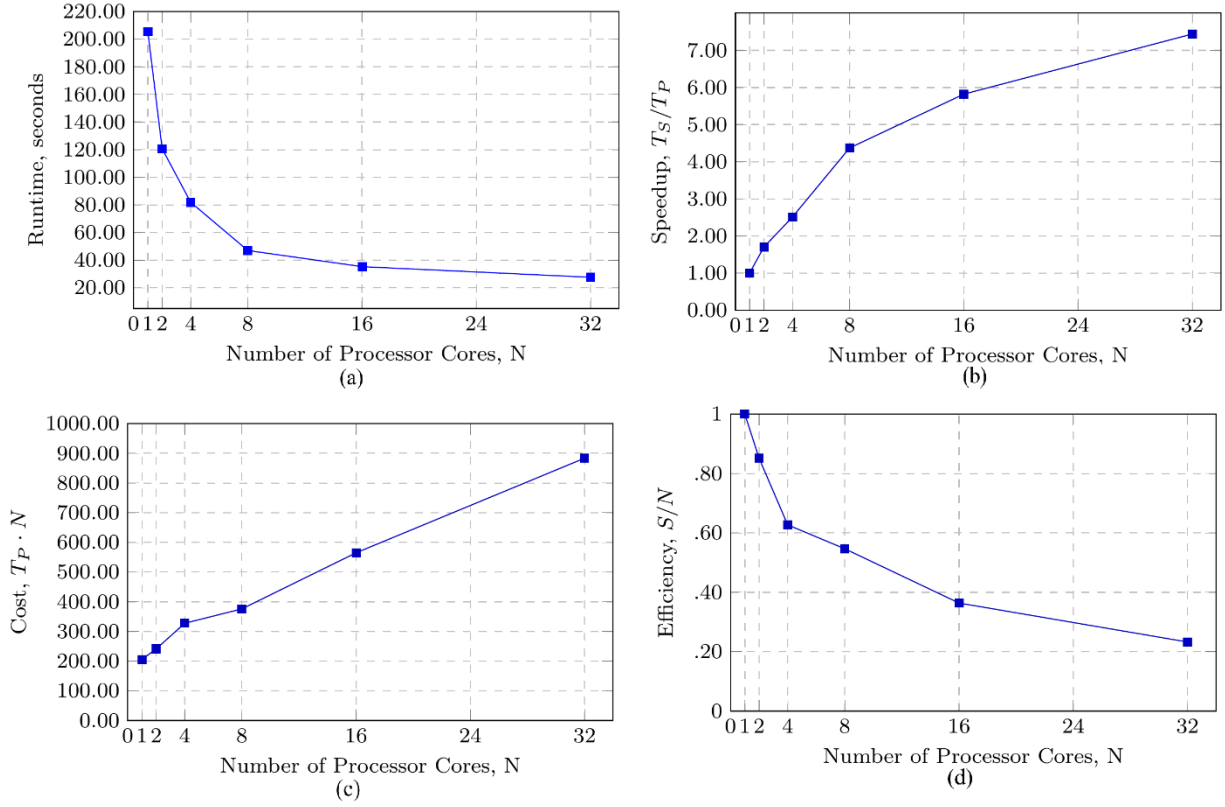 220.00
200.00
180.00
160.00
140.00
120.00
100.00
80.00
60.00
40.00
20.00
Runtime, seconds
0 1 2 4 8 16 24 32
Number of Processor Cores, N
(a)
7.00
6.00
5.00
4.00
3.00
2.00
1.00
0.00
Speedup, T_S/T_P
0 1 2 4 8 16 24 32
Number of Processor Cores, N
(b)
1000.00
900.00
800.00
700.00
600.00
500.00
400.00
300.00
200.00
100.00
0.00
Cost, T_P · N
0 1 2 4 8 16 24 32
Number of Processor Cores, N
(c)
1
.80
.60
.40
.20
0
Efficiency, S/N
0 1 2 4 8 16 24 32
Number of Processor Cores, N
(d)